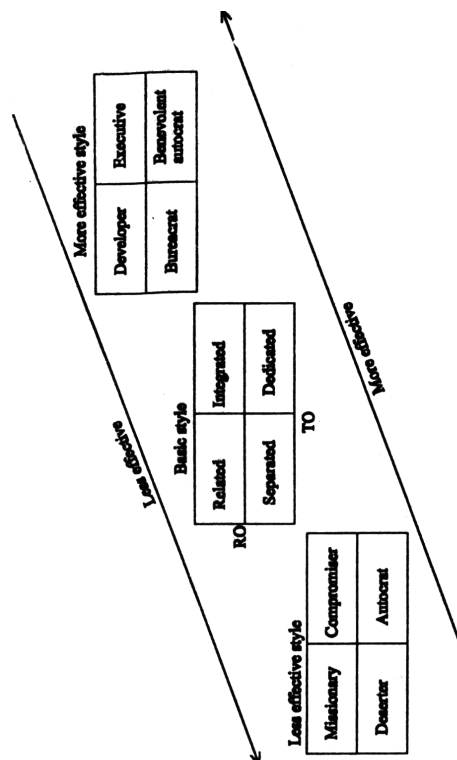 More effective style
Developer
Executive
Bureacrat
Benevolent
autocrat
Less effective
Basic style
Related
Integrated
Separated
Dedicated
RO
TO
More effective
Less effective style
Missionary
Compromiser
Deserter
Autocrat